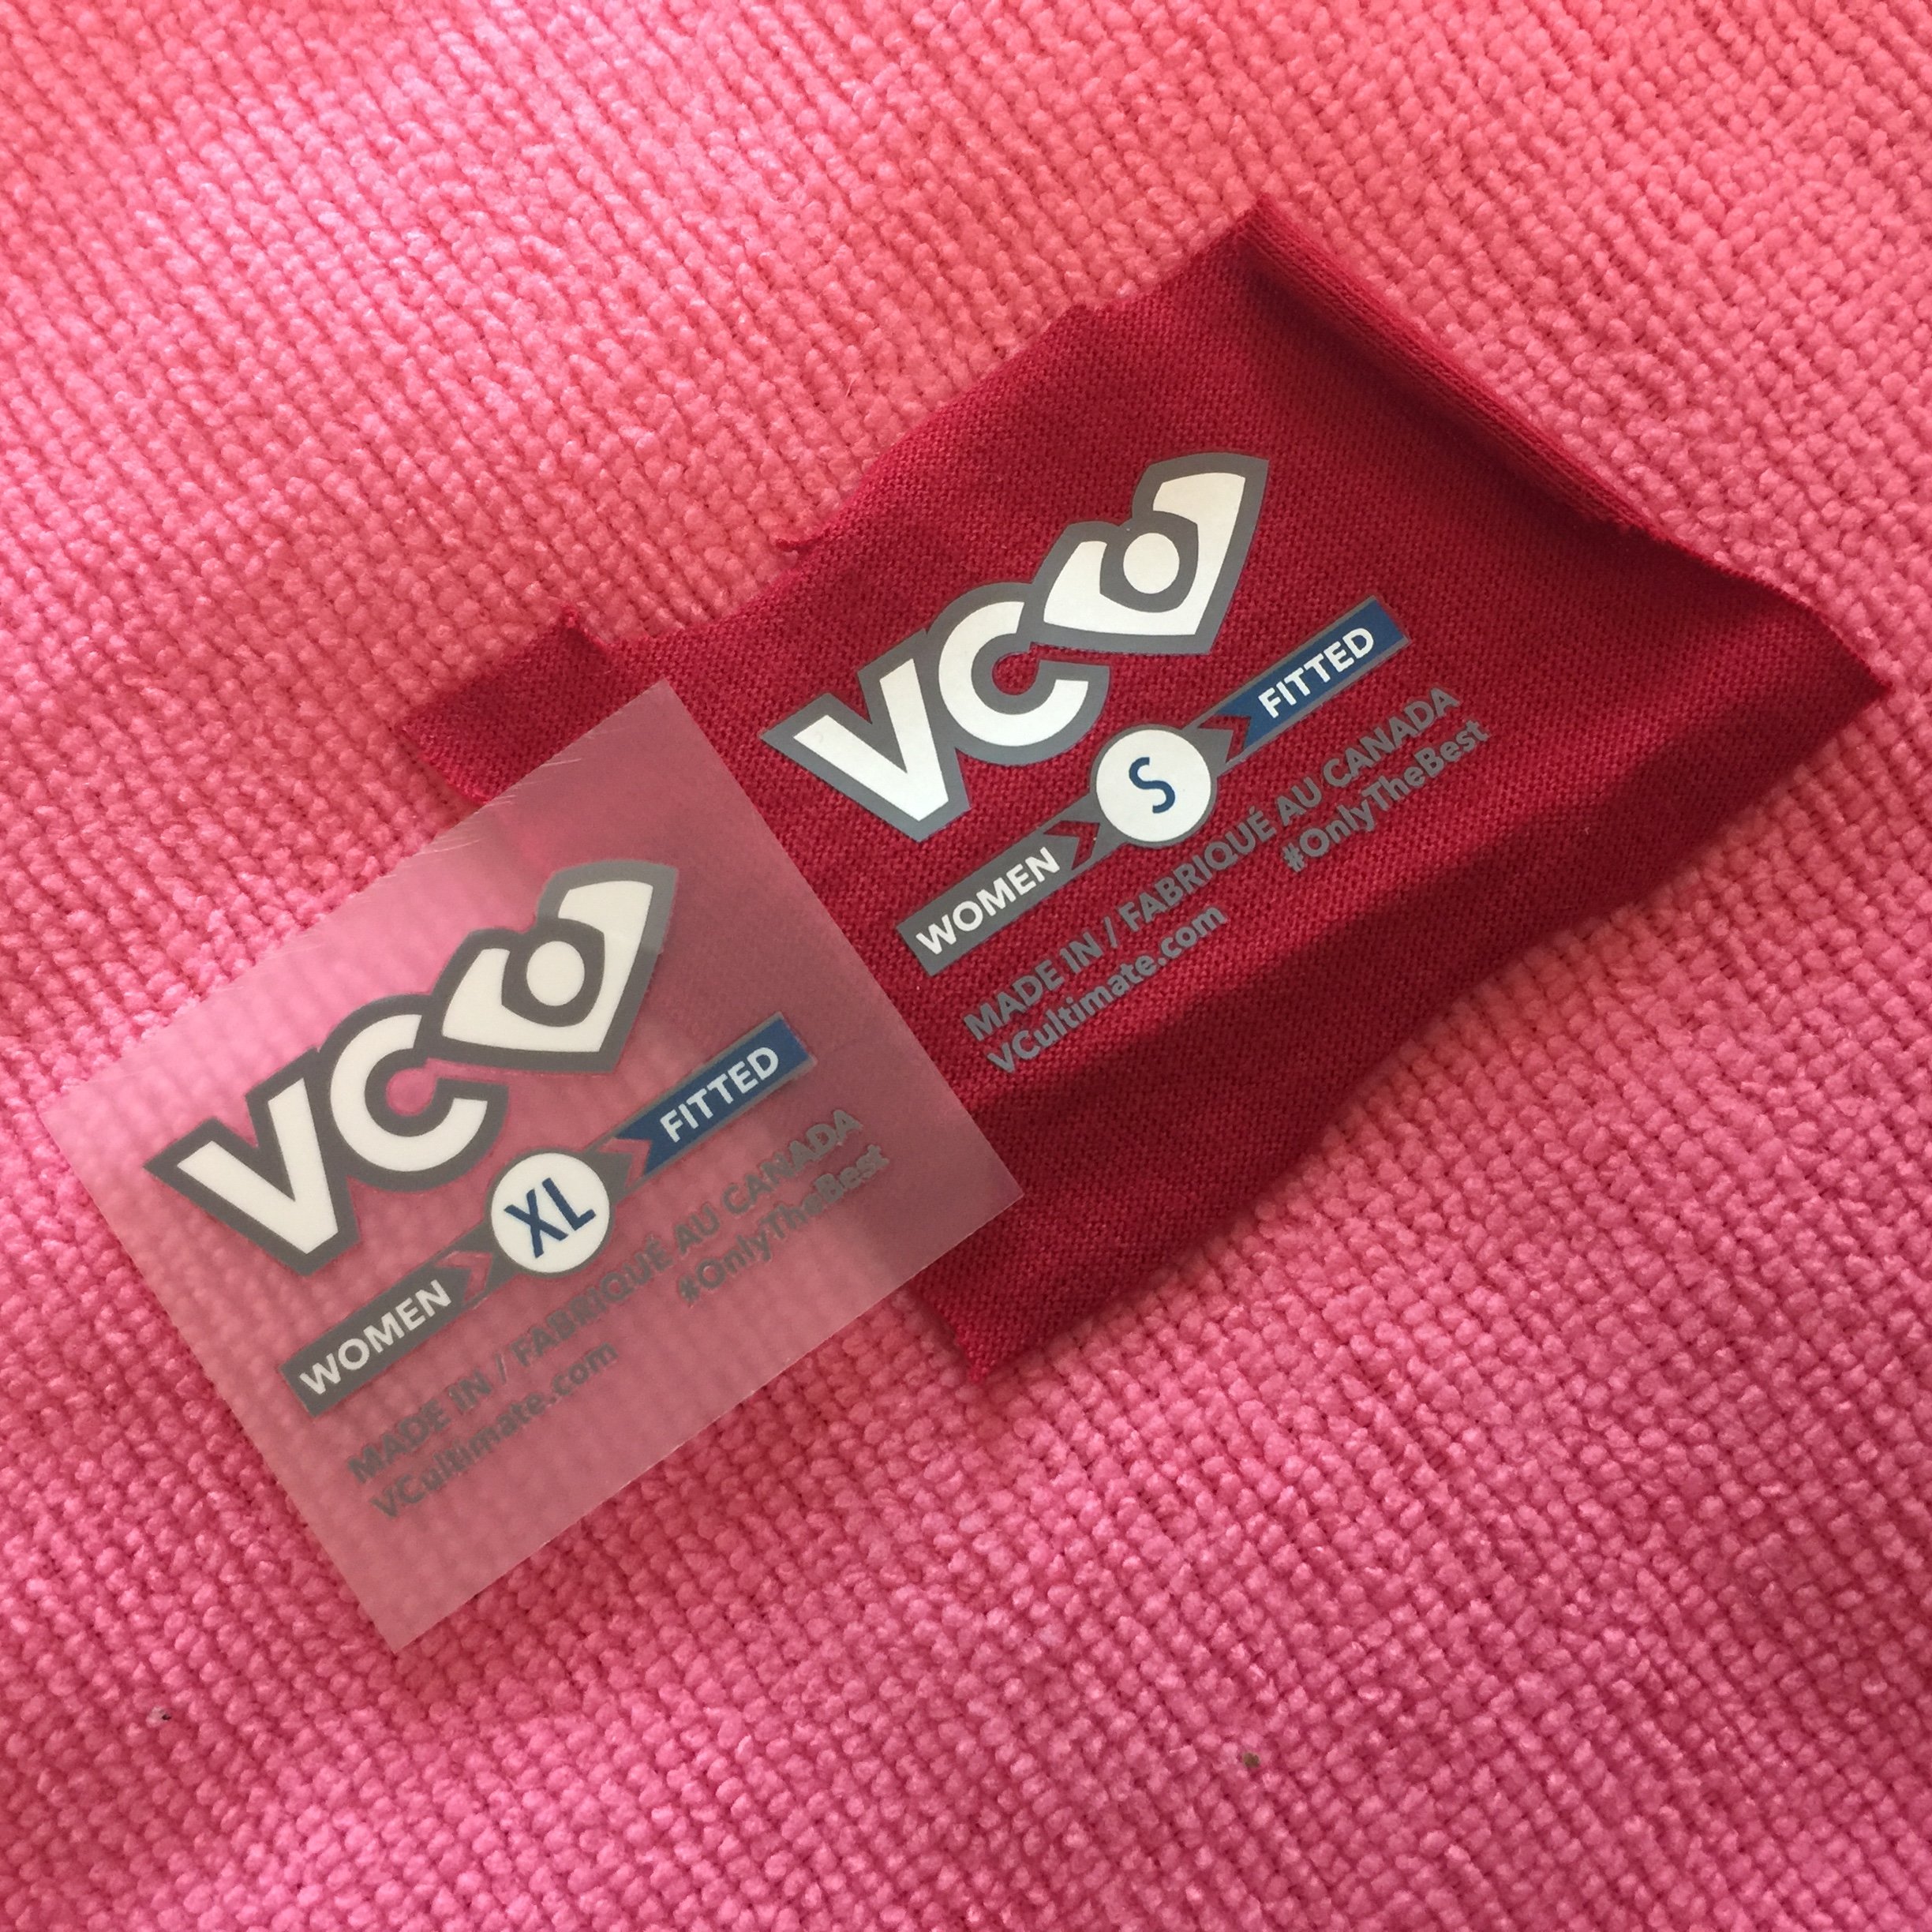 VC
WOMEN XL FITTED
MADE IN / FABRIQUÉ AU CANADA
VCultimate.com #OnlyTheBest
VC
WOMEN S FITTED
MADE IN / FABRIQUÉ AU CANADA
VCultimate.com #OnlyTheBest